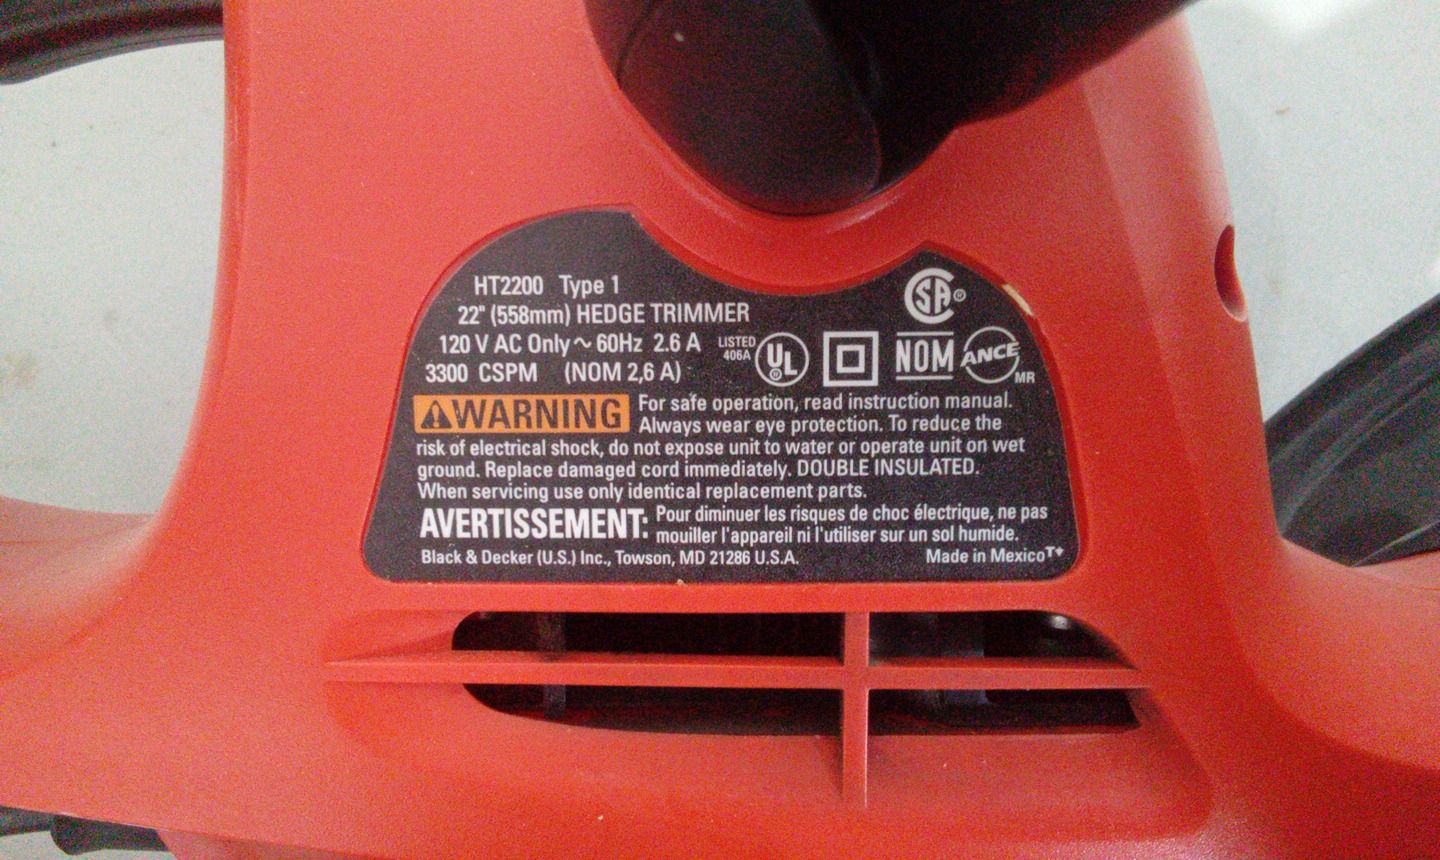 HT2200 Type 1
22" (558mm) HEDGE TRIMMER
120 V AC Only ~ 60Hz 2.6 A
3300 CSPM (NOM 2,6 A)
LISTED
406A
UL
®
SA
®
NOM
ANCE
MR
⚠WARNING For safe operation, read instruction manual.
Always wear eye protection. To reduce the
risk of electrical shock, do not expose unit to water or operate unit on wet
ground. Replace damaged cord immediately. DOUBLE INSULATED.
When servicing use only identical replacement parts.
AVERTISSEMENT: Pour diminuer les risques de choc électrique, ne pas
mouiller l'appareil ni l'utiliser sur un sol humide.
Black & Decker (U.S.) Inc., Towson, MD 21286 U.S.A. Made in Mexico